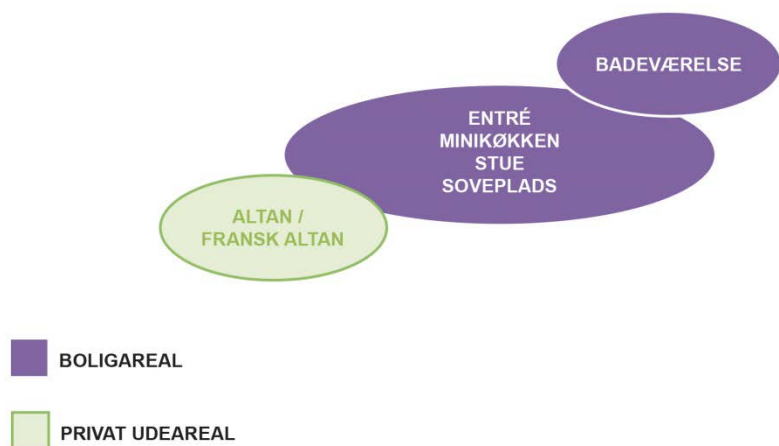 BADEVÆRELSE
ENTRÉ
MINIKØKKEN
STUE
SOVEPLADS
ALTAN /
FRANSK ALTAN
BOLIGAREAL
PRIVAT UDEAREAL